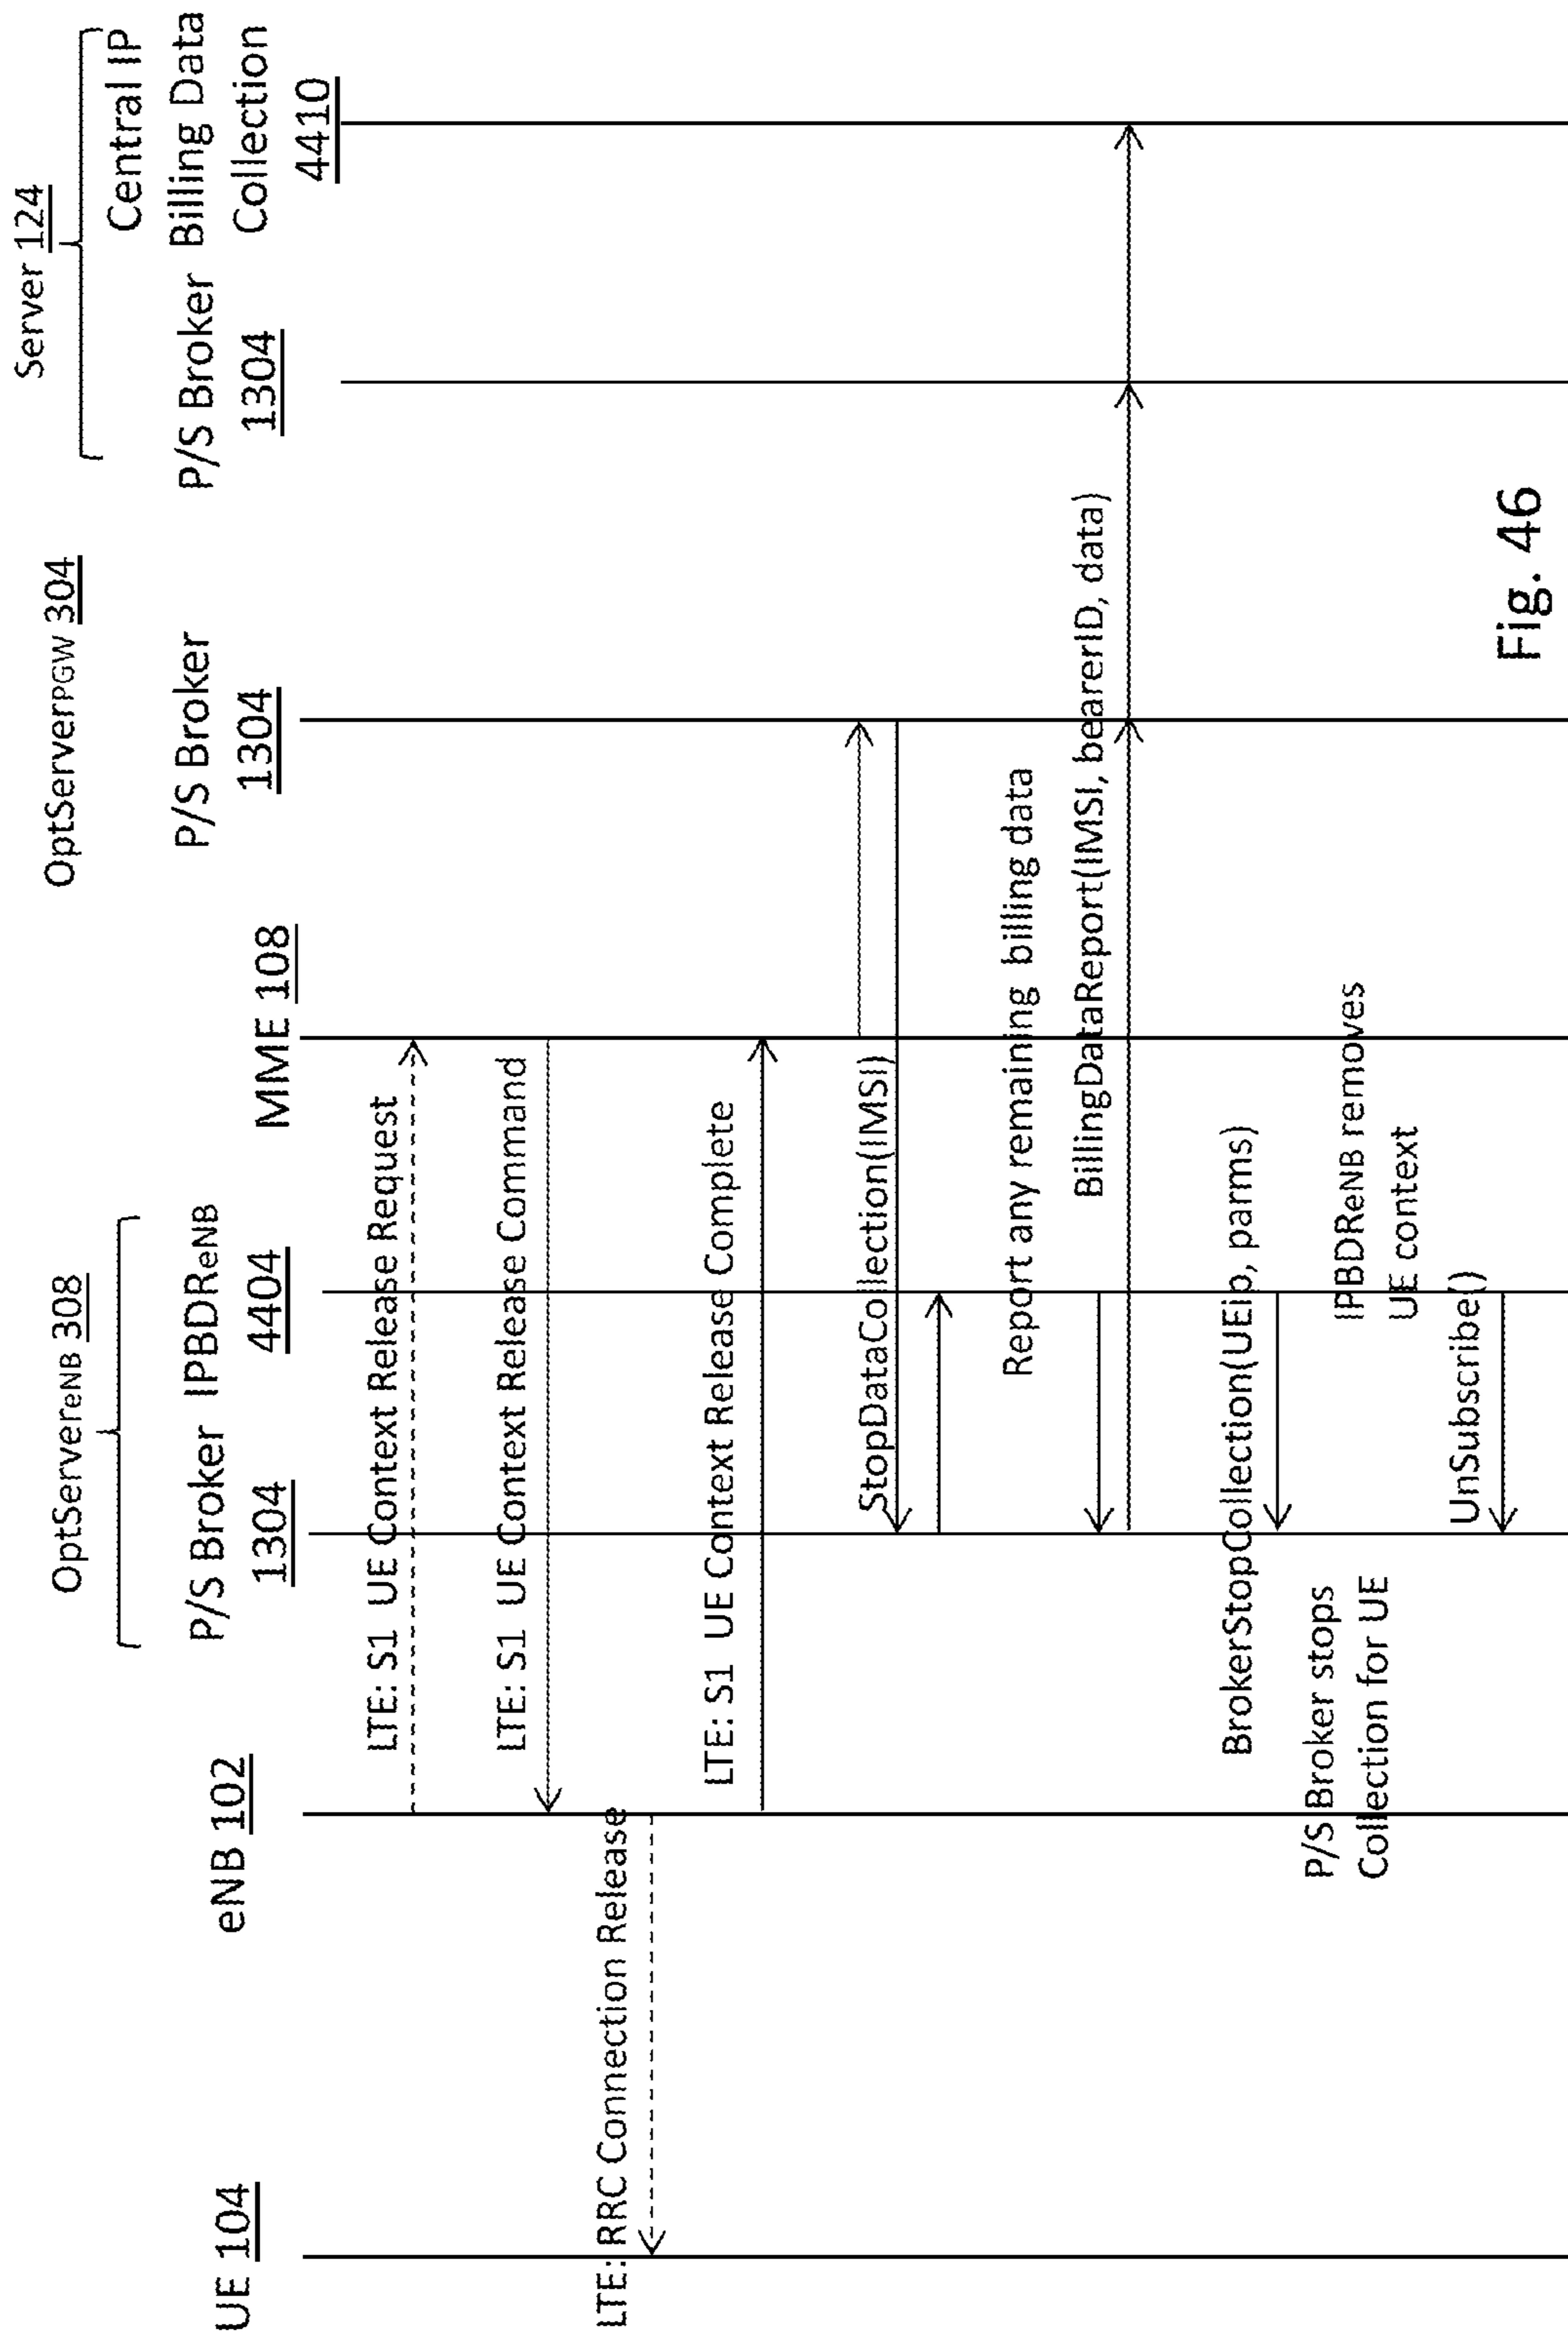 Server 124
OptServereNB 308
OptServerPGW 304
UE 104
eNB 102
P/S Broker
1304
IPBDReNB
4404
MME 108
P/S Broker
1304
P/S Broker
1304
Central IP
Billing Data
Collection
4410
LTE: S1 UE Context Release Request
LTE: S1 UE Context Release Command
LTE: RRC Connection Release
LTE: S1 UE Context Release Complete
StopDataCollection(IMSI)
Report any remaining billing data
BillingDataReport(IMSI, bearerID, data)
BrokerStopCollection(UEip, parms)
P/S Broker stops
Collection for UE
IPBDReNB removes
UE context
UnSubscribe()
Fig. 46